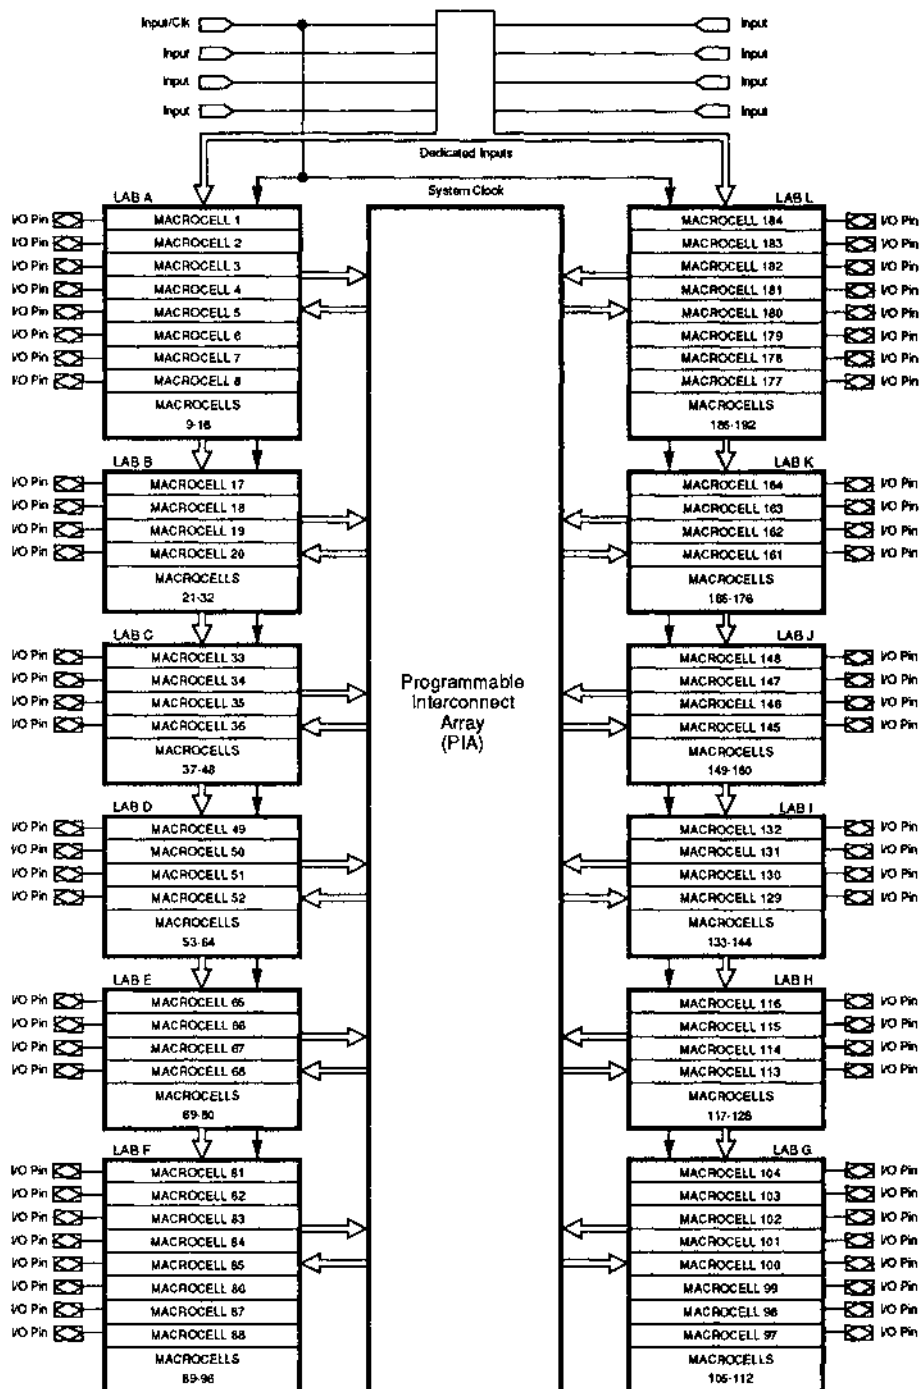 Input/Clk
Input
Input
Input
Input
Input
Input
Input
Dedicated Inputs
System Clock
LAB A
I/O Pin MACROCELL 1
I/O Pin MACROCELL 2
I/O Pin MACROCELL 3
I/O Pin MACROCELL 4
I/O Pin MACROCELL 5
I/O Pin MACROCELL 6
I/O Pin MACROCELL 7
I/O Pin MACROCELL 8
MACROCELLS
9-16
LAB B
I/O Pin MACROCELL 17
I/O Pin MACROCELL 18
I/O Pin MACROCELL 19
I/O Pin MACROCELL 20
MACROCELLS
21-32
LAB C
I/O Pin MACROCELL 33
I/O Pin MACROCELL 34
I/O Pin MACROCELL 35
I/O Pin MACROCELL 36
MACROCELLS
37-48
LAB D
I/O Pin MACROCELL 49
I/O Pin MACROCELL 50
I/O Pin MACROCELL 51
I/O Pin MACROCELL 52
MACROCELLS
53-64
LAB E
I/O Pin MACROCELL 65
I/O Pin MACROCELL 66
I/O Pin MACROCELL 67
I/O Pin MACROCELL 68
MACROCELLS
69-80
LAB F
I/O Pin MACROCELL 81
I/O Pin MACROCELL 82
I/O Pin MACROCELL 83
I/O Pin MACROCELL 84
I/O Pin MACROCELL 85
I/O Pin MACROCELL 86
I/O Pin MACROCELL 87
I/O Pin MACROCELL 88
MACROCELLS
89-96
Programmable
Interconnect
Array
(PIA)
LAB L
MACROCELL 184 I/O Pin
MACROCELL 183 I/O Pin
MACROCELL 182 I/O Pin
MACROCELL 181 I/O Pin
MACROCELL 180 I/O Pin
MACROCELL 179 I/O Pin
MACROCELL 178 I/O Pin
MACROCELL 177 I/O Pin
MACROCELLS
185-192
LAB K
MACROCELL 164 I/O Pin
MACROCELL 163 I/O Pin
MACROCELL 162 I/O Pin
MACROCELL 161 I/O Pin
MACROCELLS
165-176
LAB J
MACROCELL 148 I/O Pin
MACROCELL 147 I/O Pin
MACROCELL 146 I/O Pin
MACROCELL 145 I/O Pin
MACROCELLS
149-160
LAB I
MACROCELL 132 I/O Pin
MACROCELL 131 I/O Pin
MACROCELL 130 I/O Pin
MACROCELL 129 I/O Pin
MACROCELLS
133-144
LAB H
MACROCELL 116 I/O Pin
MACROCELL 115 I/O Pin
MACROCELL 114 I/O Pin
MACROCELL 113 I/O Pin
MACROCELLS
117-128
LAB G
MACROCELL 104 I/O Pin
MACROCELL 103 I/O Pin
MACROCELL 102 I/O Pin
MACROCELL 101 I/O Pin
MACROCELL 100 I/O Pin
MACROCELL 99 I/O Pin
MACROCELL 98 I/O Pin
MACROCELL 97 I/O Pin
MACROCELLS
105-112